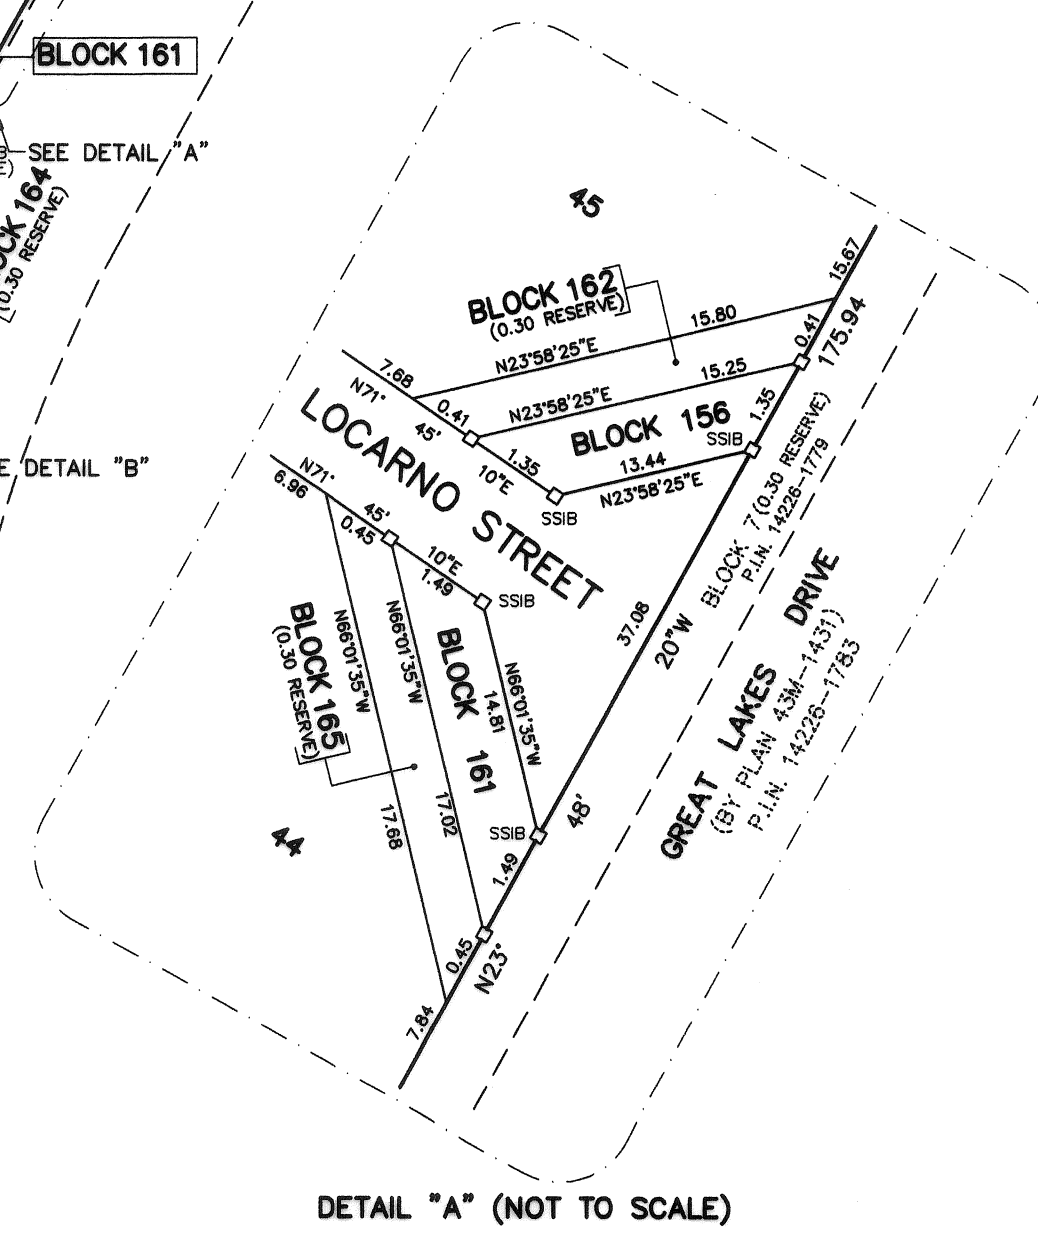 BLOCK 161
SEE DETAIL "A"
CK 164
(0.30 RESERVE)
E DETAIL "B"
45
BLOCK 162
(0.30 RESERVE)
15.67
15.80
0.41
175.94
N23°58'25"E
7.68
N71°
0.41
45'
15.25
N23°58'25"E
BLOCK 156
1.35
SSIB
1.35
10"E
13.44
N23°58'25"E
SSIB
LOCARNO STREET
N71°
6.96
45'
0.45
10"E
1.49
SSIB
BLOCK 7 (0.30 RESERVE)
P.I.N. 14226-1779
37.08
20"W
GREAT LAKES DRIVE
(BY PLAN 43M-1431)
P.I.N. 14226-1783
BLOCK 165
(0.30 RESERVE)
N66°01'35"W
N66°01'35"W
BLOCK 161
N66°01'35"W
14.81
17.68
17.02
SSIB
48'
44
1.49
0.45
N23°
7.84
DETAIL "A" (NOT TO SCALE)